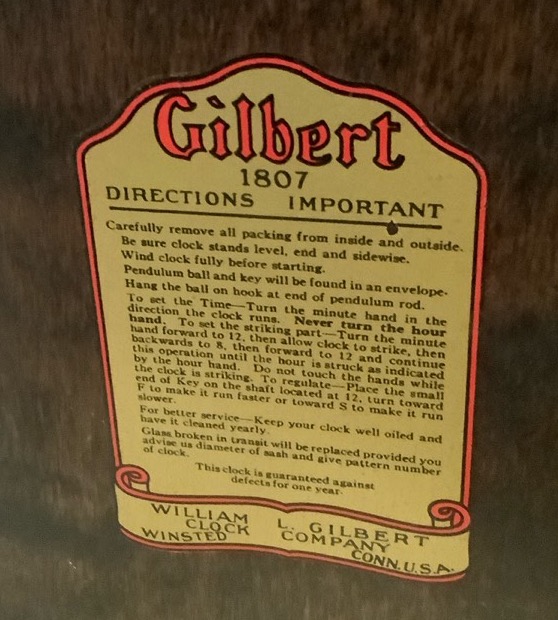 Gilbert
1807
DIRECTIONS IMPORTANT
Carefully remove all packing from inside and outside.
Be sure clock stands level, end and sidewise.
Wind clock fully before starting.
Pendulum ball and key will be found in an envelope.
Hang the ball on hook at end of pendulum rod.
To set the Time—Turn the minute hand in the
direction the clock runs. Never turn the hour
hand. To set the striking part—Turn the minute
hand forward to 12, then allow clock to strike, then
backwards to 8, then forward to 12 and continue
this operation until the hour is struck as indicated
by the hour hand. Do not touch the hands while
the clock is striking. To regulate—Place the small
end of Key on the shaft located at 12, turn toward
F to make it run faster or toward S to make it run
slower.
For better service—Keep your clock well oiled and
have it cleaned yearly.
Glass broken in transit will be replaced provided you
advise us diameter of sash and give pattern number
of clock.
This clock is guaranteed against
defects for one year.
WILLIAM L. GILBERT
CLOCK COMPANY
WINSTED CONN. U.S.A.